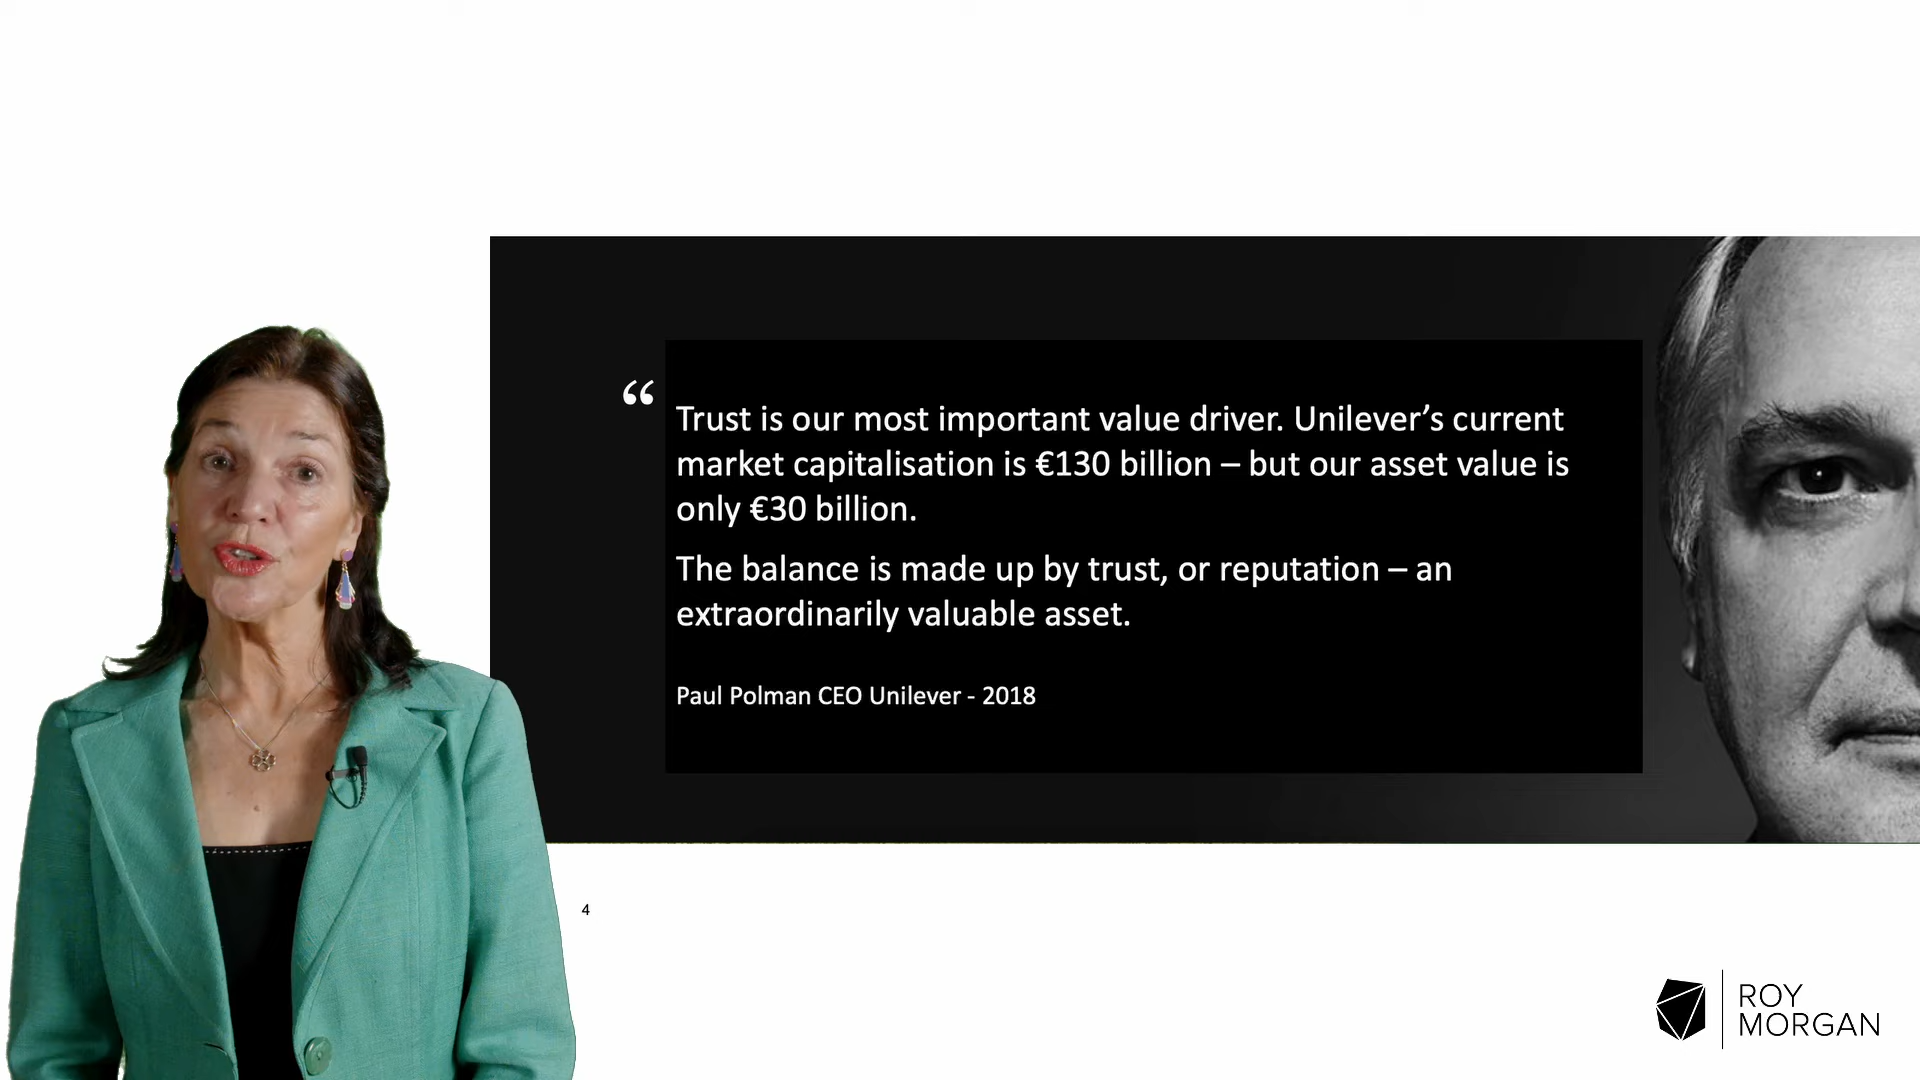 “
Trust is our most important value driver. Unilever’s current
market capitalisation is €130 billion – but our asset value is
only €30 billion.
The balance is made up by trust, or reputation – an
extraordinarily valuable asset.
Paul Polman CEO Unilever - 2018
4
ROY
MORGAN